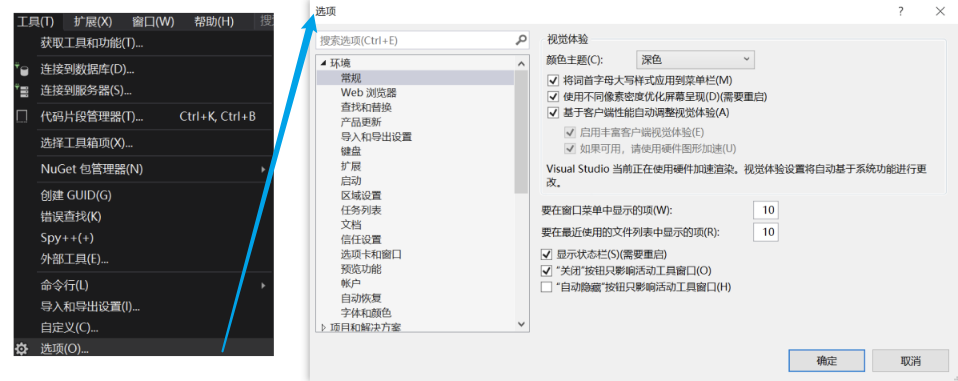 工具(T) 扩展(X) 窗口(W) 帮助(H)
获取工具和功能(T)...
连接到数据库(D)...
连接到服务器(S)...
代码片段管理器(T)... Ctrl+K, Ctrl+B
选择工具箱项(X)...
NuGet 包管理器(N)
创建 GUID(G)
错误查找(K)
Spy++(+)
外部工具(E)...
命令行(L)
导入和导出设置(I)...
自定义(C)...
选项(O)...
选项
搜索选项(Ctrl+E)
环境
常规
Web 浏览器
查找和替换
产品更新
导入和导出设置
键盘
扩展
启动
区域设置
任务列表
文档
信任设置
选项卡和窗口
预览功能
帐户
自动恢复
字体和颜色
项目和解决方案
视觉体验
颜色主题(C): 深色
将词首字母大写样式应用到菜单栏(M)
使用不同像素密度优化屏幕呈现(D)(需要重启)
基于客户端性能自动调整视觉体验(A)
启用丰富客户端视觉体验(E)
如果可用，请使用硬件图形加速(U)
Visual Studio 当前正在使用硬件加速渲染。视觉体验设置将自动基于系统功能进行更
改。
要在窗口菜单中显示的项(W): 10
要在最近使用的文件列表中显示的项(R): 10
显示状态栏(S)(需要重启)
"关闭"按钮只影响活动工具窗口(O)
"自动隐藏"按钮只影响活动工具窗口(H)
确定 取消